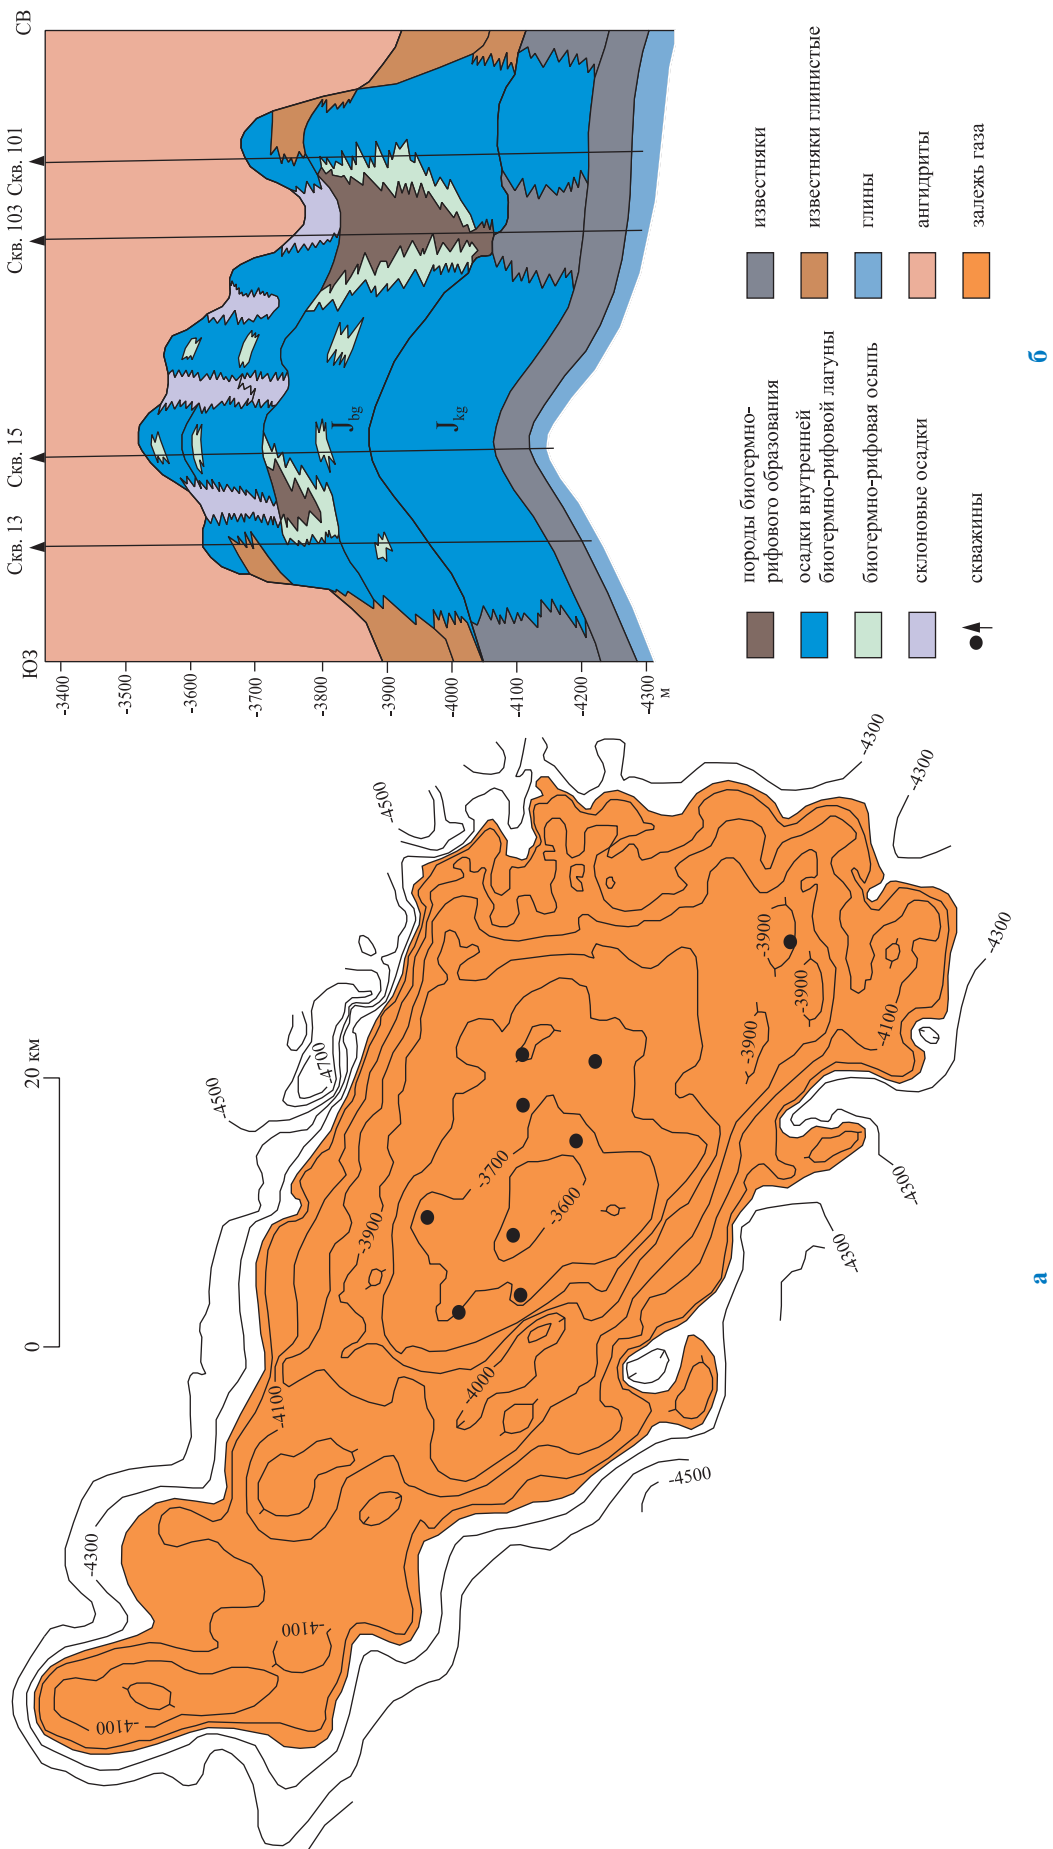 ЮЗ
СВ
Скв. 13
Скв. 15
Скв. 103
Скв. 101
-3400
-3500
-3600
-3700
-3800
-3900
-4000
-4100
-4200
-4300
м
Jbg
Jkg
породы биогермно-
рифового образования
осадки внутренней
биогермно-рифовой лагуны
биогермно-рифовая осыпь
склоновые осадки
скважины
известняки
известняки глинистые
глины
ангидриты
залежь газа
б
0
20 км
-4300
-4100
-4100
-4100
-4500
-4700
-4500
-3900
-3700
-3600
-4000
-4500
-4300
-4300
-3900
-3900
-3900
-4100
-4300
-4300
-4300
а